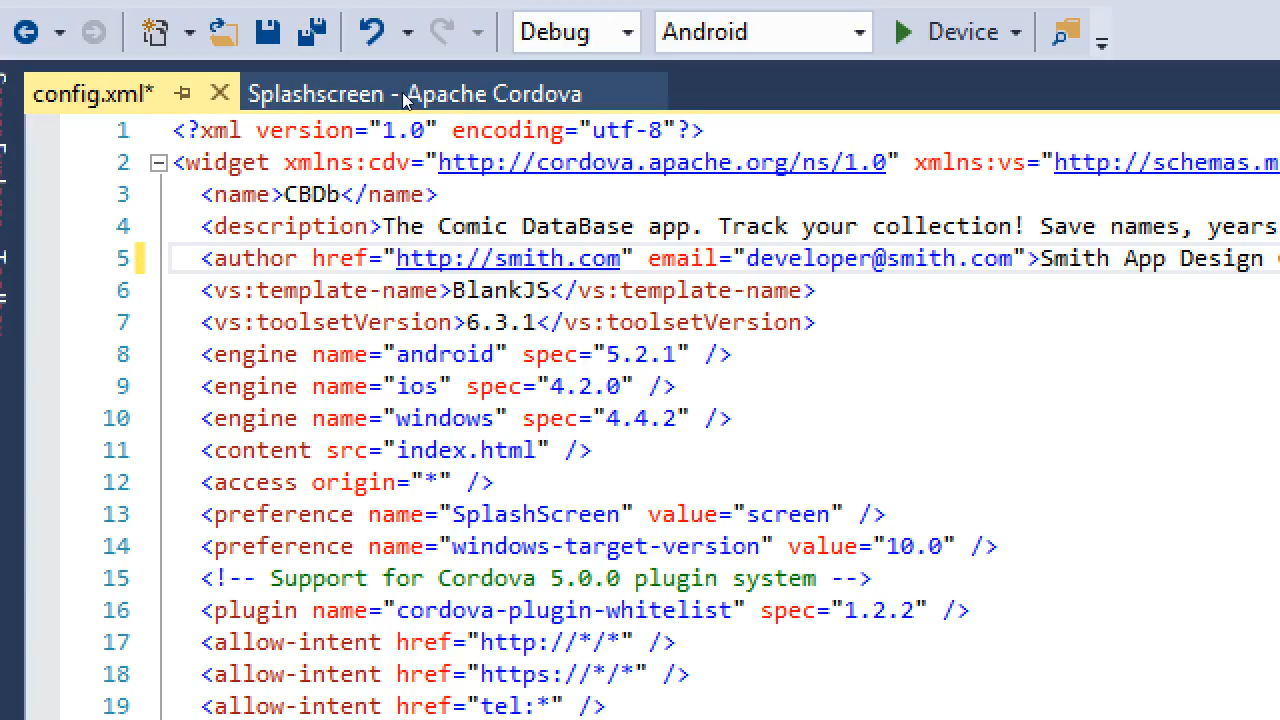 Debug Android Device
config.xml* Splashscreen - Apache Cordova
1 <?xml version="1.0" encoding="utf-8"?>
2 <widget xmlns:cdv="http://cordova.apache.org/ns/1.0" xmlns:vs="http://schemas.m
3 <name>CBDb</name>
4 <description>The Comic DataBase app. Track your collection! Save names, years
5 <author href="http://smith.com" email="developer@smith.com">Smith App Design
6 <vs:template-name>BlankJS</vs:template-name>
7 <vs:toolsetVersion>6.3.1</vs:toolsetVersion>
8 <engine name="android" spec="5.2.1" />
9 <engine name="ios" spec="4.2.0" />
10 <engine name="windows" spec="4.4.2" />
11 <content src="index.html" />
12 <access origin="*" />
13 <preference name="SplashScreen" value="screen" />
14 <preference name="windows-target-version" value="10.0" />
15 <!-- Support for Cordova 5.0.0 plugin system -->
16 <plugin name="cordova-plugin-whitelist" spec="1.2.2" />
17 <allow-intent href="http://*/*" />
18 <allow-intent href="https://*/*" />
19 <allow-intent href="tel:*" />